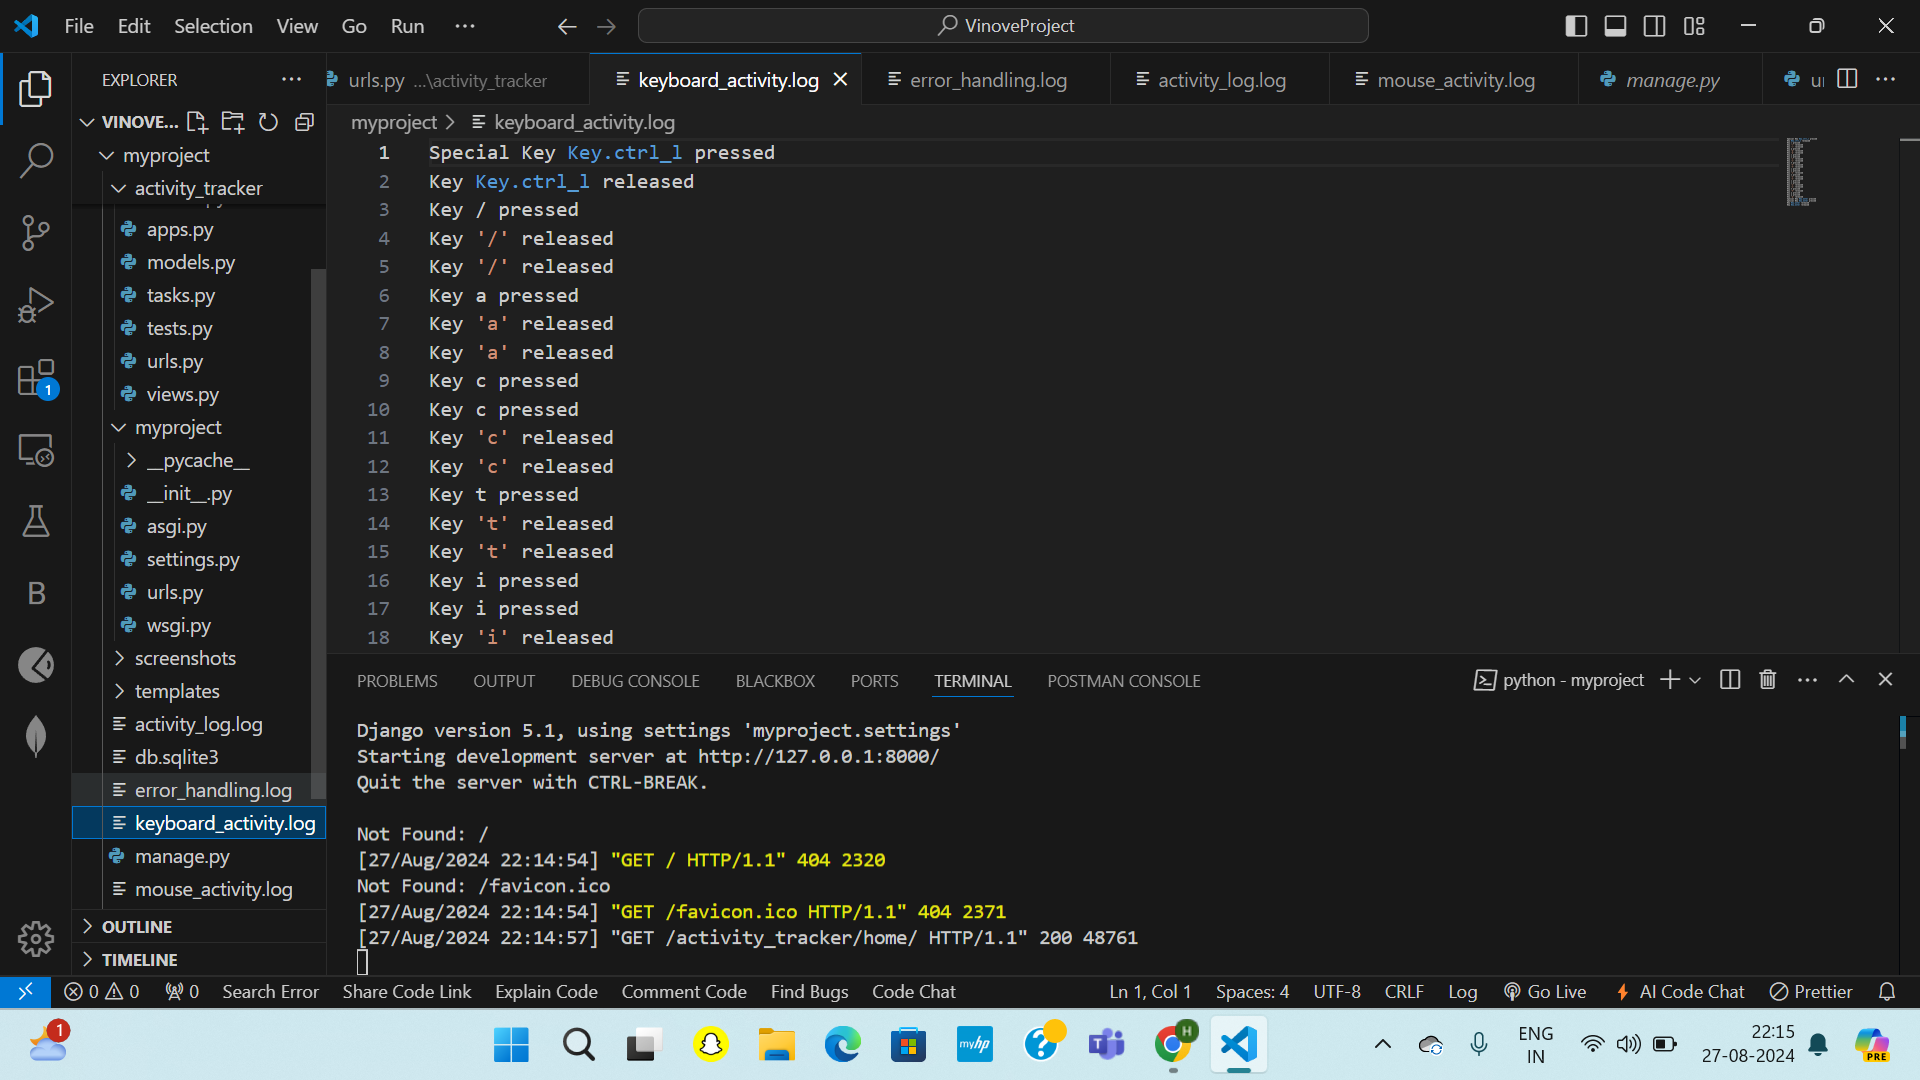 File Edit Selection View Go Run ··· VinoveProject
EXPLORER ···
urls.py ...\activity_tracker keyboard_activity.log error_handling.log activity_log.log mouse_activity.log manage.py ur ···
VINOVE...
myproject > keyboard_activity.log
myproject
activity_tracker
apps.py
models.py
tasks.py
tests.py
urls.py
views.py
myproject
__pycache__
__init__.py
asgi.py
settings.py
urls.py
wsgi.py
screenshots
templates
activity_log.log
db.sqlite3
error_handling.log
keyboard_activity.log
manage.py
mouse_activity.log
OUTLINE
TIMELINE
1
B
1 Special Key Key.ctrl_l pressed
2 Key Key.ctrl_l released
3 Key / pressed
4 Key '/' released
5 Key '/' released
6 Key a pressed
7 Key 'a' released
8 Key 'a' released
9 Key c pressed
10 Key c pressed
11 Key 'c' released
12 Key 'c' released
13 Key t pressed
14 Key 't' released
15 Key 't' released
16 Key i pressed
17 Key i pressed
18 Key 'i' released
PROBLEMS OUTPUT DEBUG CONSOLE BLACKBOX PORTS TERMINAL POSTMAN CONSOLE python - myproject ···
Django version 5.1, using settings 'myproject.settings'
Starting development server at http://127.0.0.1:8000/
Quit the server with CTRL-BREAK.
Not Found: /
[27/Aug/2024 22:14:54] "GET / HTTP/1.1" 404 2320
Not Found: /favicon.ico
[27/Aug/2024 22:14:54] "GET /favicon.ico HTTP/1.1" 404 2371
[27/Aug/2024 22:14:57] "GET /activity_tracker/home/ HTTP/1.1" 200 48761
0 0 0 Search Error Share Code Link Explain Code Comment Code Find Bugs Code Chat Ln 1, Col 1 Spaces: 4 UTF-8 CRLF Log Go Live AI Code Chat Prettier
1 myhp ? T H ENG
IN
22:15
27-08-2024
PRE